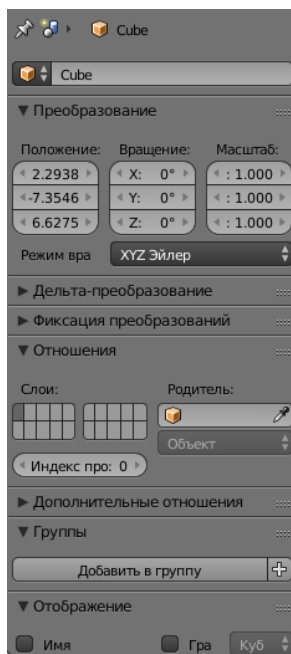 Cube
Cube
Преобразование
Положение: Вращение: Масштаб:
2.2938 X: 0° : 1.000
-7.3546 Y: 0° : 1.000
6.6275 Z: 0° : 1.000
Режим вра XYZ Эйлер
Дельта-преобразование
Фиксация преобразований
Отношения
Слои: Родитель:
Объект
Индекс про: 0
Дополнительные отношения
Группы
Добавить в группу
Отображение
Имя Гра Куб